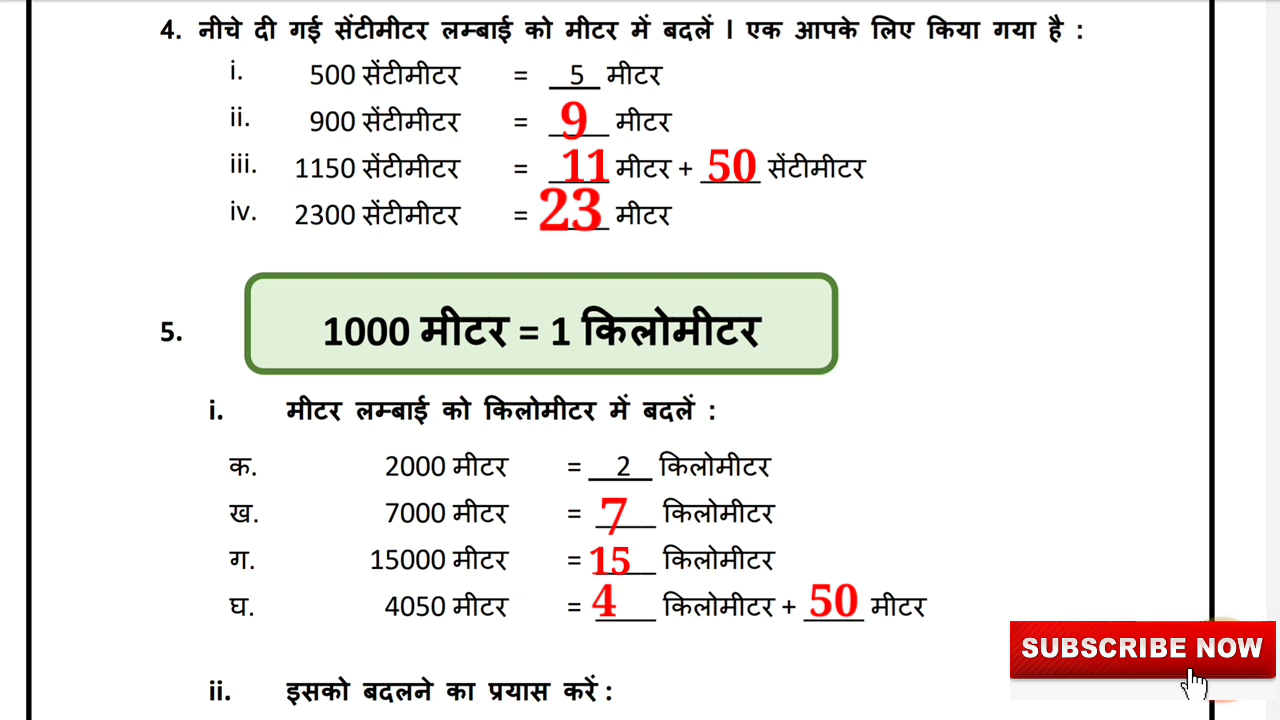 4. नीचे दी गई सेंटीमीटर लम्बाई को मीटर में बदलें l एक आपके लिए किया गया है :
i. 500 सेंटीमीटर = 5 मीटर
ii. 900 सेंटीमीटर = 9 मीटर
iii. 1150 सेंटीमीटर = 11 मीटर + 50 सेंटीमीटर
iv. 2300 सेंटीमीटर = 23 मीटर
5. 1000 मीटर = 1 किलोमीटर
i. मीटर लम्बाई को किलोमीटर में बदलें :
क. 2000 मीटर = 2 किलोमीटर
ख. 7000 मीटर = 7 किलोमीटर
ग. 15000 मीटर = 15 किलोमीटर
घ. 4050 मीटर = 4 किलोमीटर + 50 मीटर
SUBSCRIBE NOW
ii. इसको बदलने का प्रयास करें :